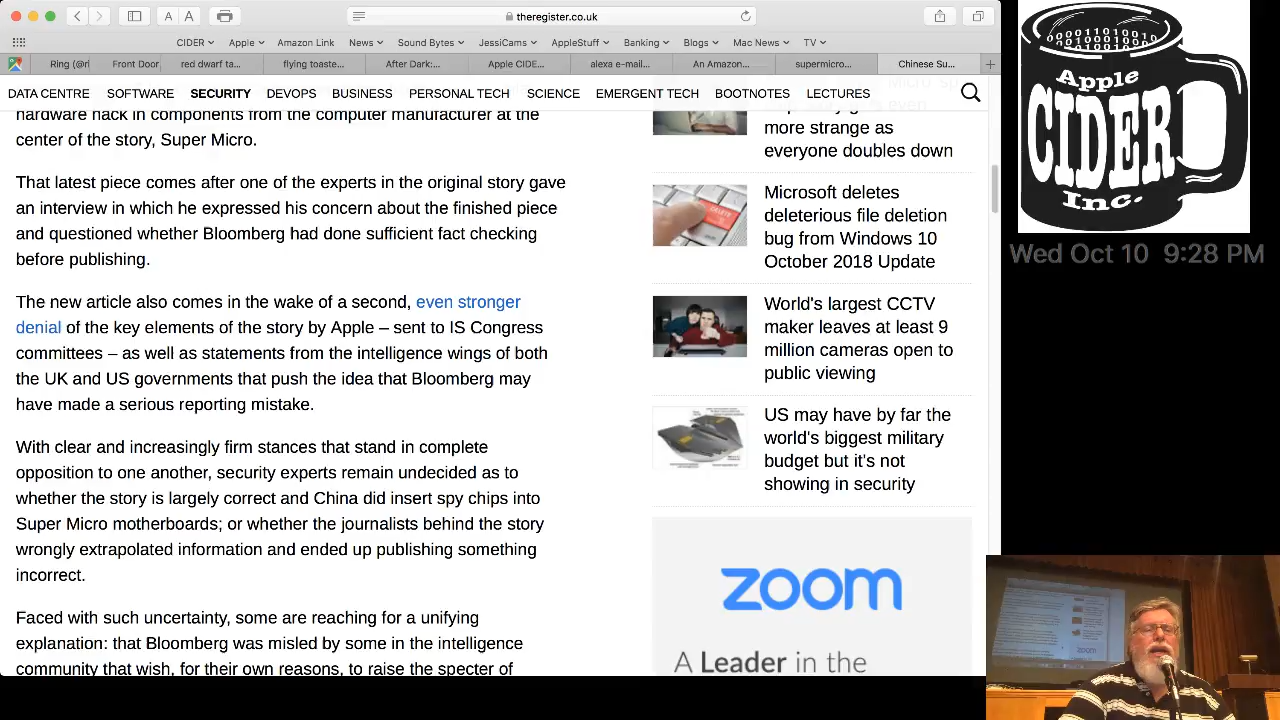 theregister.co.uk
CIDER
Apple
Amazon Link
News
Sound Bytes
JessiCams
AppleStuff
Banking
Blogs
Mac News
TV
Ring (@ri
Front Door
red dwarf ta...
flying toaste...
After Dark:...
Apple CIDE...
alexa e-mail...
An Amazon...
supermicro...
Chinese Su...
DATA CENTRE
SOFTWARE
SECURITY
DEVOPS
BUSINESS
PERSONAL TECH
SCIENCE
EMERGENT TECH
BOOTNOTES
LECTURES
hardware hack in components from the computer manufacturer at the
center of the story, Super Micro.
That latest piece comes after one of the experts in the original story gave
an interview in which he expressed his concern about the finished piece
and questioned whether Bloomberg had done sufficient fact checking
before publishing.
The new article also comes in the wake of a second, even stronger
denial of the key elements of the story by Apple – sent to IS Congress
committees – as well as statements from the intelligence wings of both
the UK and US governments that push the idea that Bloomberg may
have made a serious reporting mistake.
With clear and increasingly firm stances that stand in complete
opposition to one another, security experts remain undecided as to
whether the story is largely correct and China did insert spy chips into
Super Micro motherboards; or whether the journalists behind the story
wrongly extrapolated information and ended up publishing something
incorrect.
Faced with such uncertainty, some are reaching for a unifying
explanation: that Bloomberg was misled by some in the intelligence
community that wish, for their own reasons, to raise the specter of
more strange as
everyone doubles down
Microsoft deletes
deleterious file deletion
bug from Windows 10
October 2018 Update
World's largest CCTV
maker leaves at least 9
million cameras open to
public viewing
US may have by far the
world's biggest military
budget but it's not
showing in security
zoom
A Leader in the
Apple
CIDER
Inc.
Wed Oct 10 9:28 PM
zoom